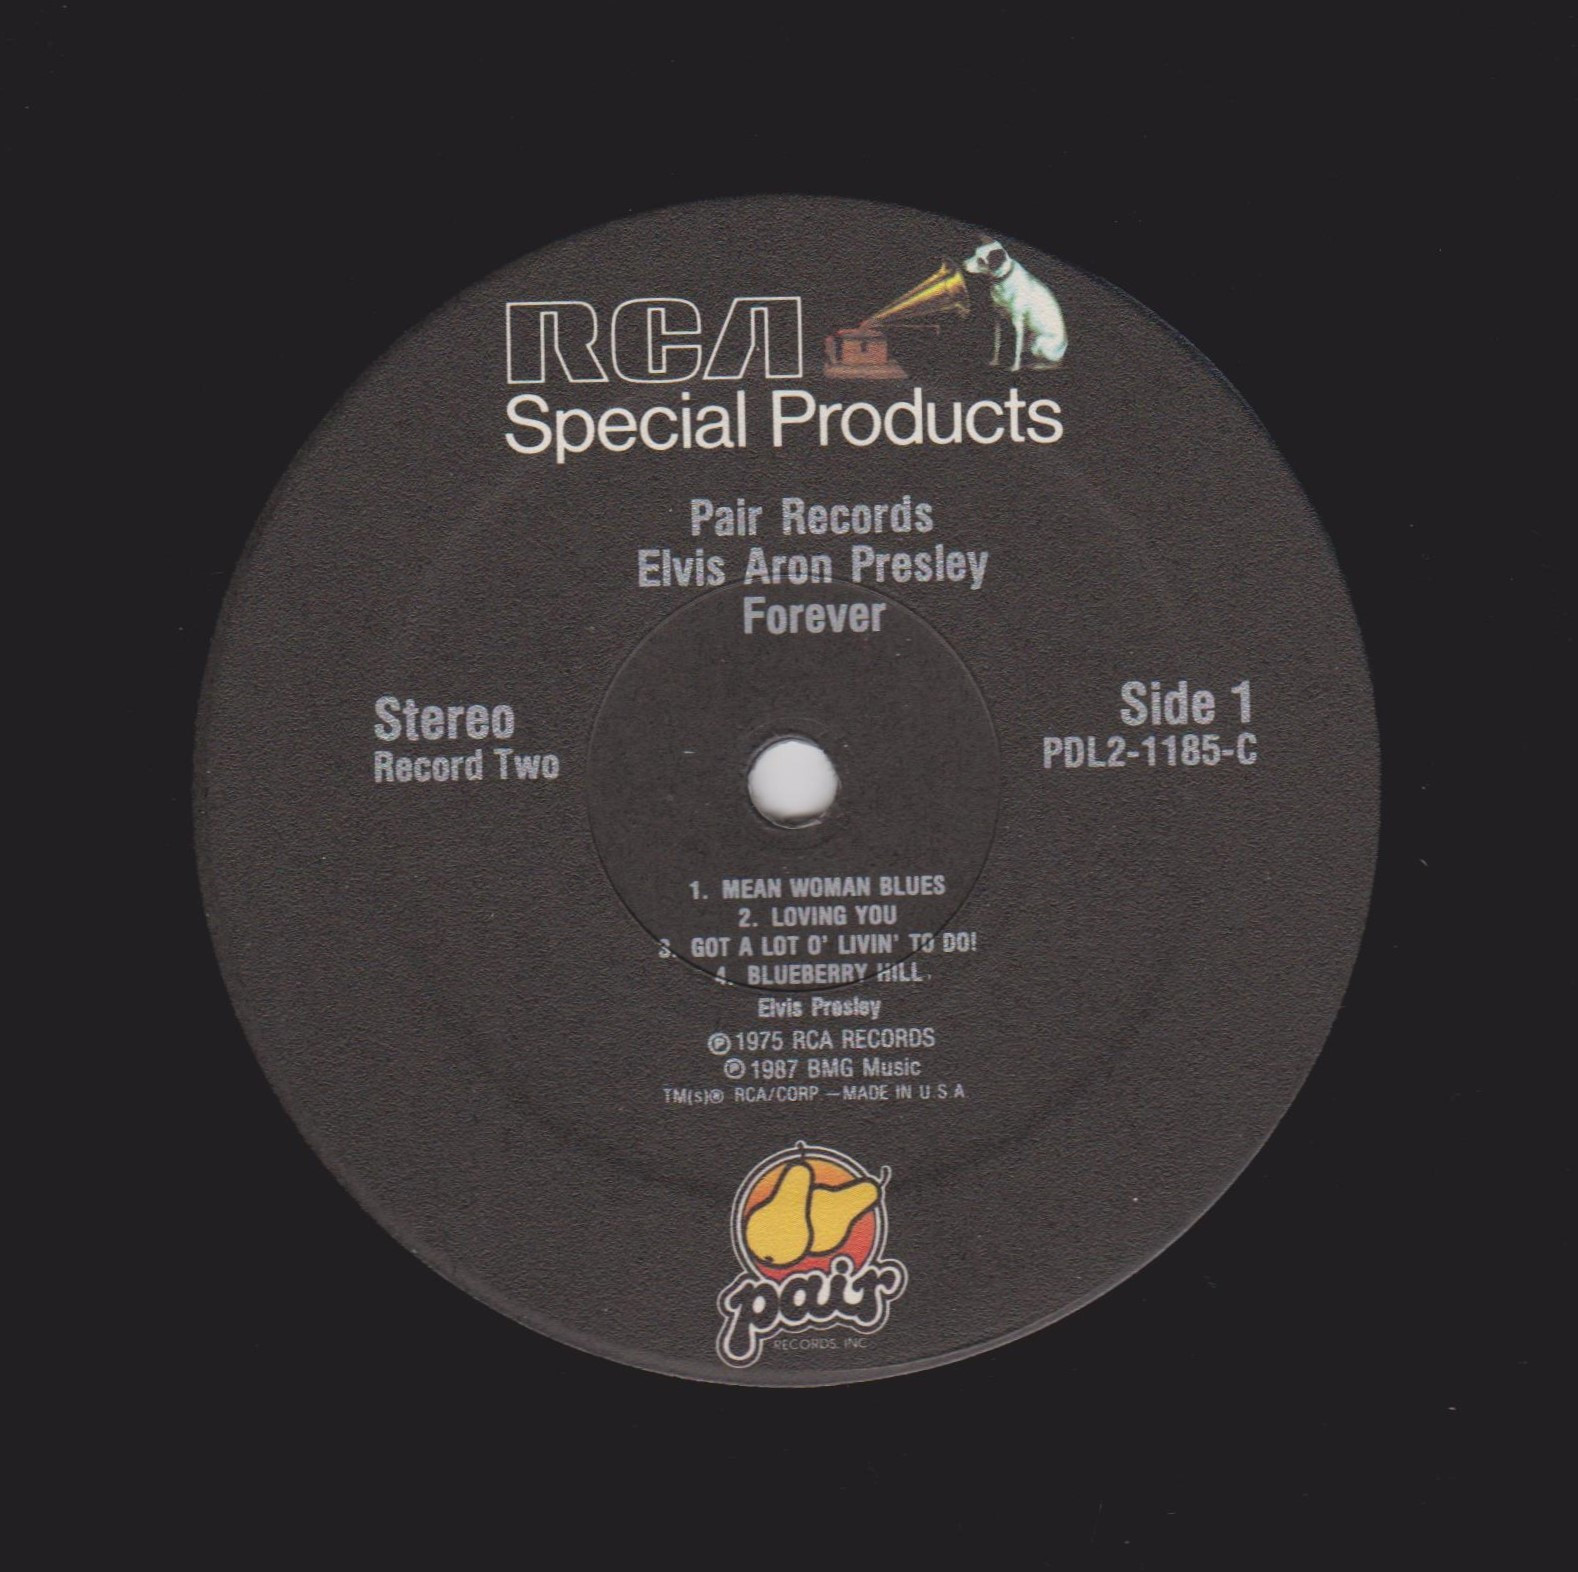 RCA
Special Products
Pair Records
Elvis Aron Presley
Forever
Stereo
Record Two
Side 1
PDL2-1185-C
1. MEAN WOMAN BLUES
2. LOVING YOU
3. GOT A LOT O' LIVIN' TO DO!
4. BLUEBERRY HILL
Elvis Presley
℗ 1975 RCA RECORDS
℗ 1987 BMG Music
TM(s)® RCA/CORP —MADE IN U.S.A.
pair
RECORDS, INC.